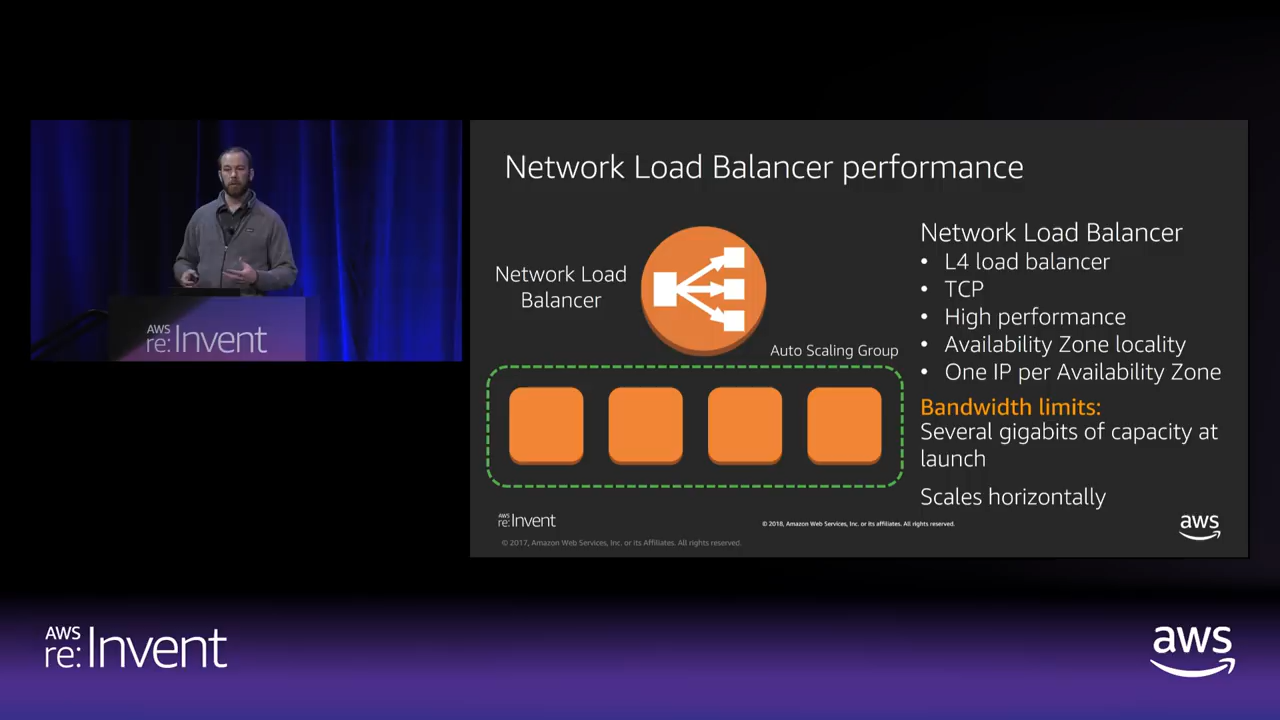 AWS
re:Invent
Network Load Balancer performance
Network Load
Balancer
Auto Scaling Group
Network Load Balancer
• L4 load balancer
• TCP
• High performance
• Availability Zone locality
• One IP per Availability Zone
Bandwidth limits:
Several gigabits of capacity at
launch
Scales horizontally
AWS
re:Invent
© 2018, Amazon Web Services, Inc. or its affiliates. All rights reserved.
aws
© 2017, Amazon Web Services, Inc. or its Affiliates. All rights reserved.
AWS
re:Invent
aws